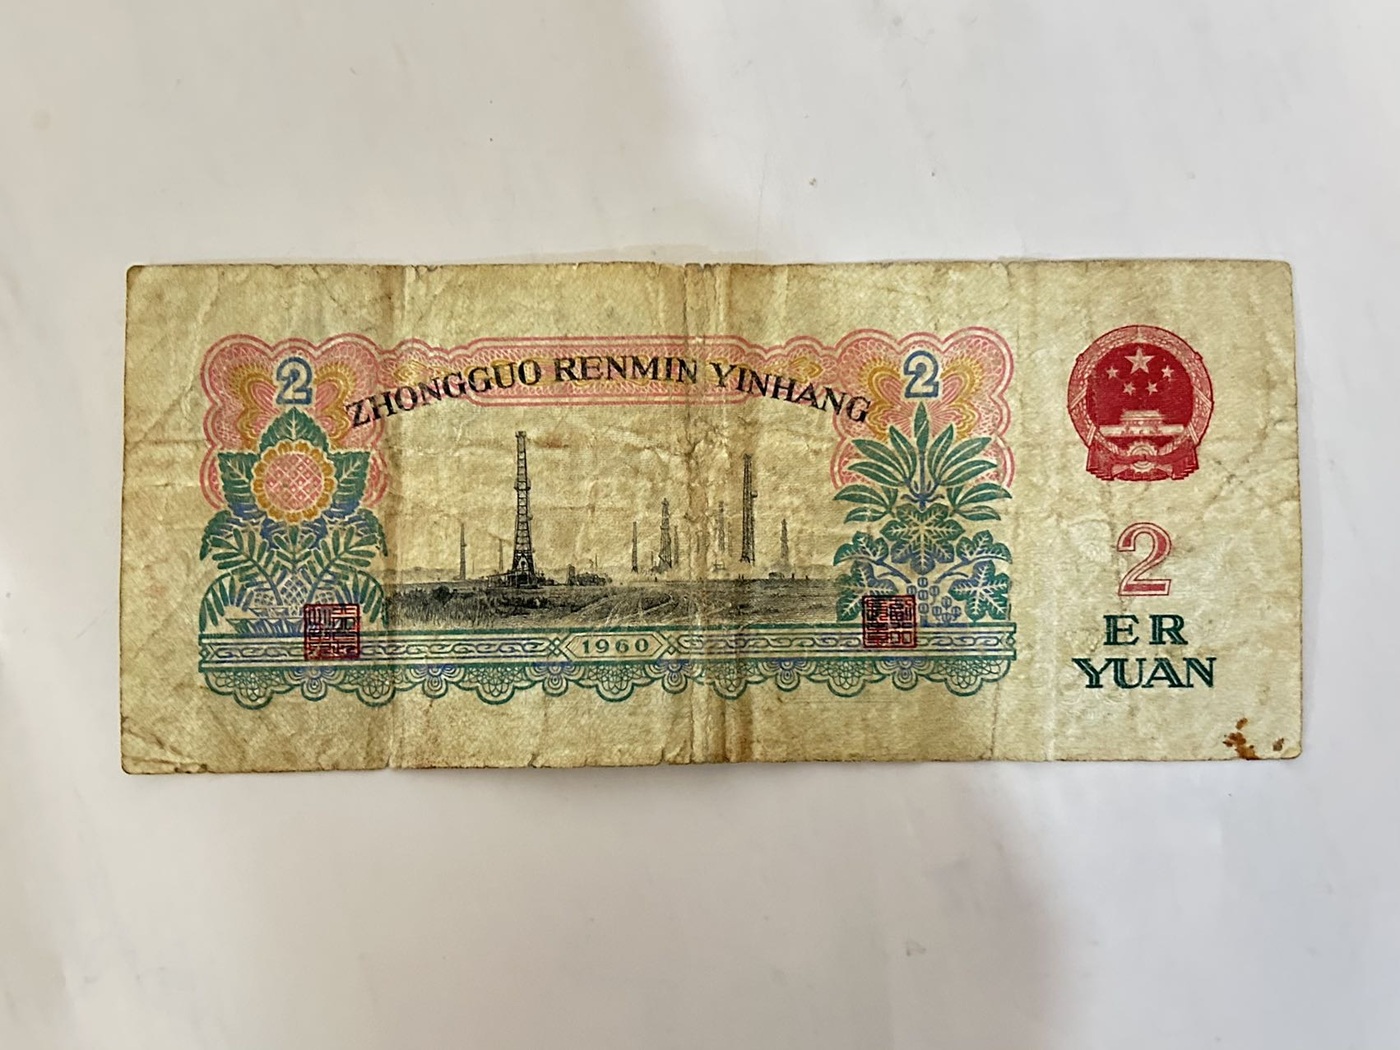 2
2
ZHONGGUO RENMIN YINHANG
1960
2
ER
YUAN